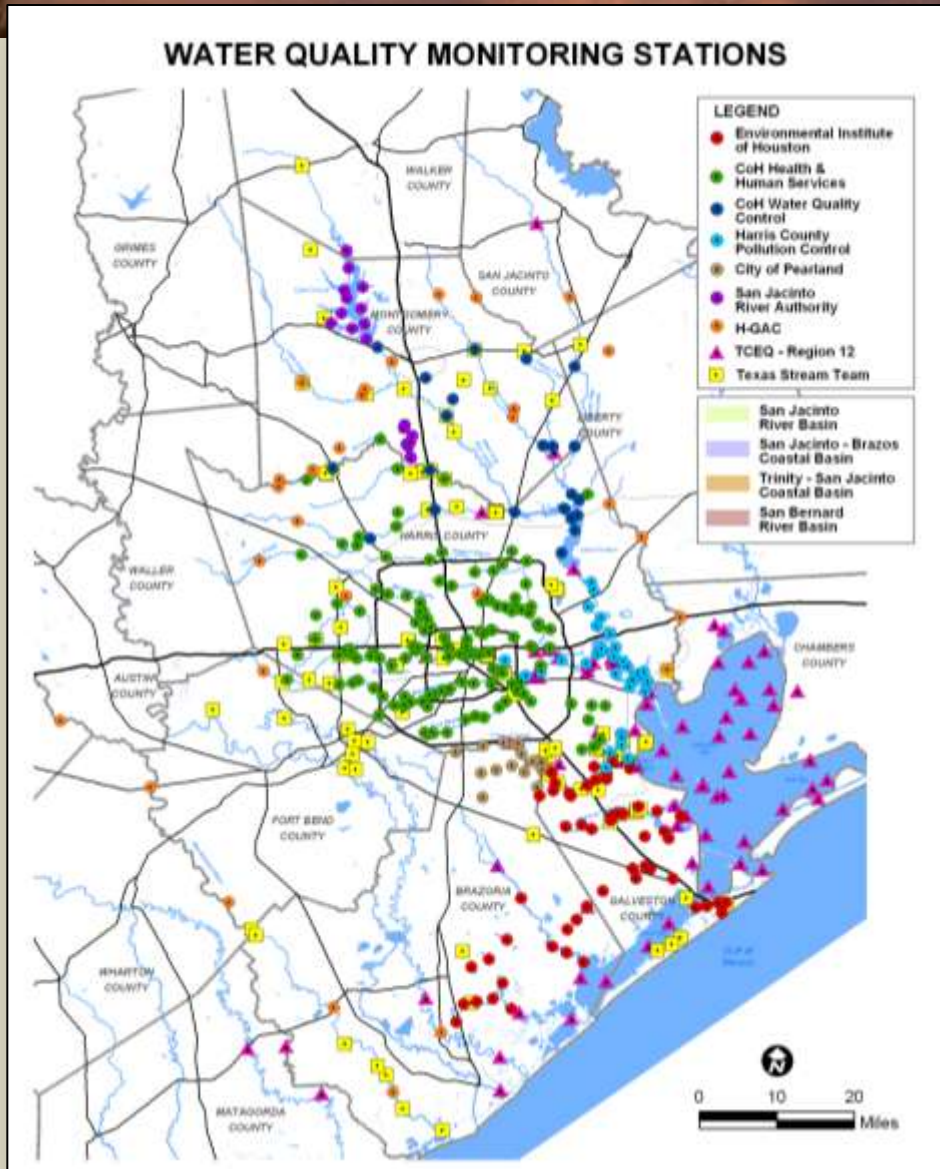 WATER QUALITY MONITORING STATIONS
LEGEND
Environmental Institute
of Houston
CoH Health &
Human Services
CoH Water Quality
Control
Harris County
Pollution Control
City of Pearland
San Jacinto
River Authority
H-GAC
TCEQ - Region 12
Texas Stream Team
San Jacinto
River Basin
San Jacinto - Brazos
Coastal Basin
Trinity - San Jacinto
Coastal Basin
San Bernard
River Basin
WALKER
COUNTY
GRIMES
COUNTY
SAN JACINTO
COUNTY
MONTGOMERY
COUNTY
LIBERTY
COUNTY
HARRIS COUNTY
WALLER
COUNTY
CHAMBERS
COUNTY
AUSTIN
COUNTY
FORT BEND
COUNTY
BRAZORIA
COUNTY
GALVESTON
COUNTY
Gulf of
Mexico
WHARTON
COUNTY
MATAGORDA
COUNTY
N
0 10 20
Miles